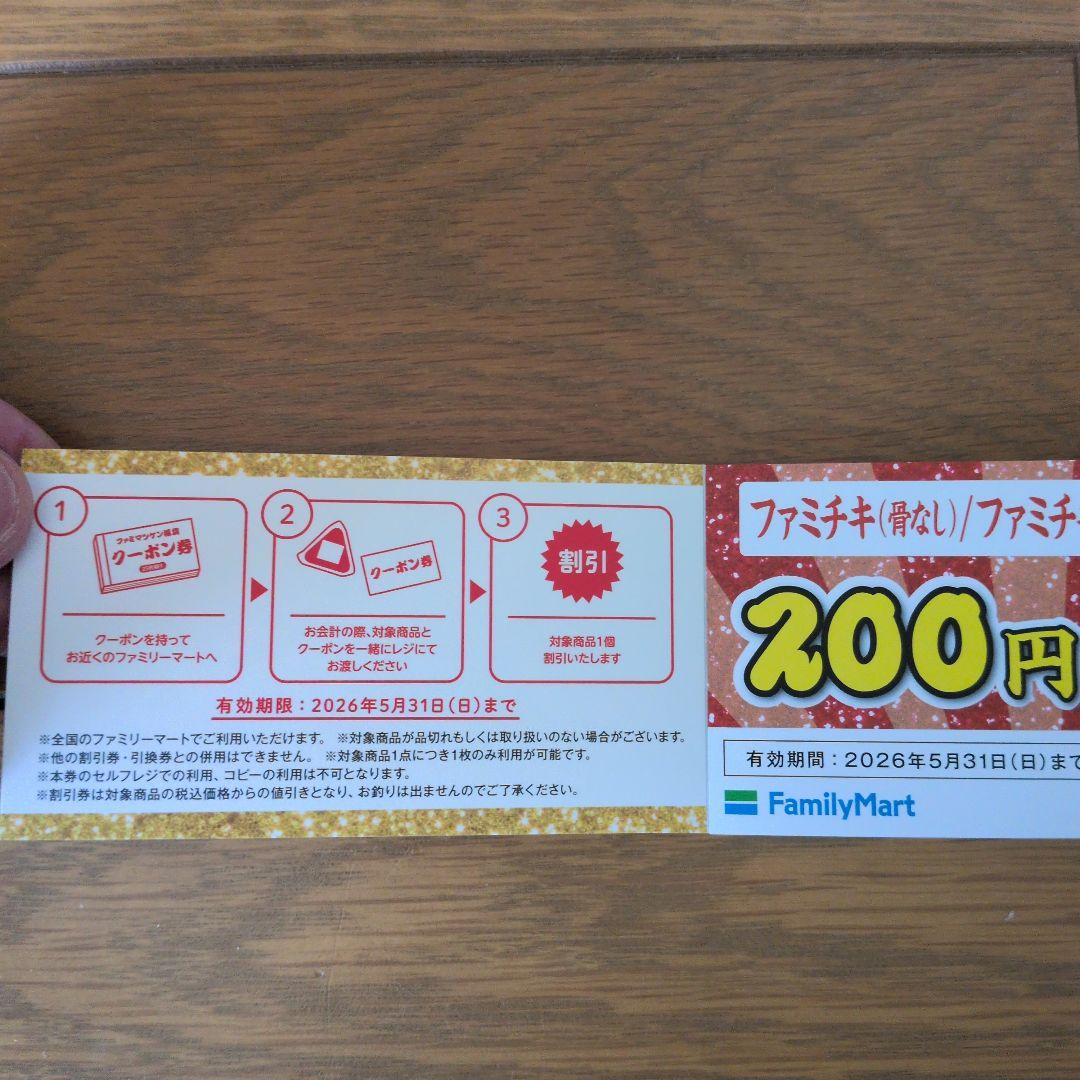 1
ファミマツケン福袋
クーポン券
クーポンを持って
お近くのファミリーマートへ
2
クーポン券
お会計の際、対象商品と
クーポンを一緒にレジにて
お渡しください
3
割引
対象商品1個
割引いたします
有効期限：2026年5月31日（日）まで
※全国のファミリーマートでご利用いただけます。 ※対象商品が品切れもしくは取り扱いのない場合がございます。
※他の割引券・引換券との併用はできません。 ※対象商品1点につき1枚のみ利用が可能です。
※本券のセルフレジでの利用、コピーの利用は不可となります。
※割引券は対象商品の税込価格からの値引きとなり、お釣りは出ませんのでご了承ください。
ファミチキ（骨なし）/ファミチキ
200円
有効期間：2026年5月31日（日）まで
FamilyMart